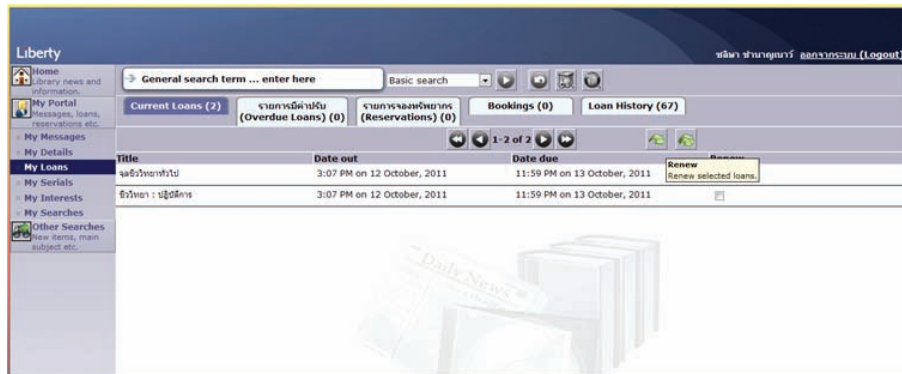 Liberty
ชลิษา ชำนาญเนาว์ ออกจากระบบ (Logout)
Home
Library news and
information.
General search term ... enter here
Basic search
My Portal
Messages, loans,
reservations etc.
Current Loans (2)
รายการมีค่าปรับ
(Overdue Loans) (0)
รายการจองทรัพยากร
(Reservations) (0)
Bookings (0)
Loan History (67)
My Messages
My Details
My Loans
My Serials
My Interests
My Searches
Other Searches
New items, main
subject etc.
1-2 of 2
Title Date out Date due Renew
Renew
Renew selected loans.
จุลชีววิทยาทั่วไป 3:07 PM on 12 October, 2011 11:59 PM on 13 October, 2011
ชีววิทยา : ปฏิบัติการ 3:07 PM on 12 October, 2011 11:59 PM on 13 October, 2011
Daily News